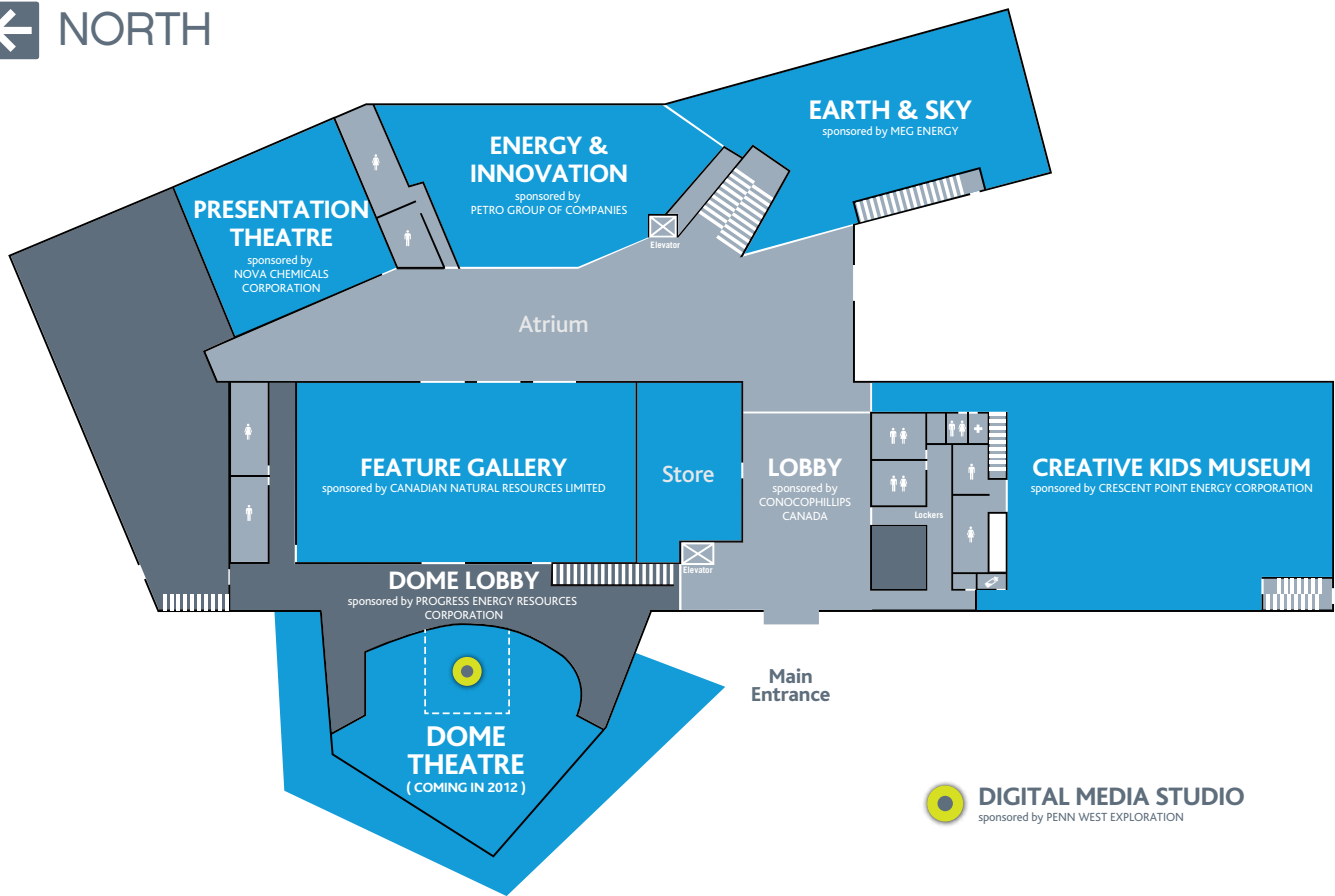 NORTH
EARTH & SKY
sponsored by MEG ENERGY
ENERGY &
INNOVATION
sponsored by
PETRO GROUP OF COMPANIES
PRESENTATION
THEATRE
sponsored by
NOVA CHEMICALS
CORPORATION
Elevator
Atrium
FEATURE GALLERY
sponsored by CANADIAN NATURAL RESOURCES LIMITED
Store
LOBBY
sponsored by
CONOCOPHILLIPS
CANADA
Lockers
CREATIVE KIDS MUSEUM
sponsored by CRESCENT POINT ENERGY CORPORATION
Elevator
DOME LOBBY
sponsored by PROGRESS ENERGY RESOURCES
CORPORATION
Main
Entrance
DOME
THEATRE
( COMING IN 2012 )
DIGITAL MEDIA STUDIO
sponsored by PENN WEST EXPLORATION